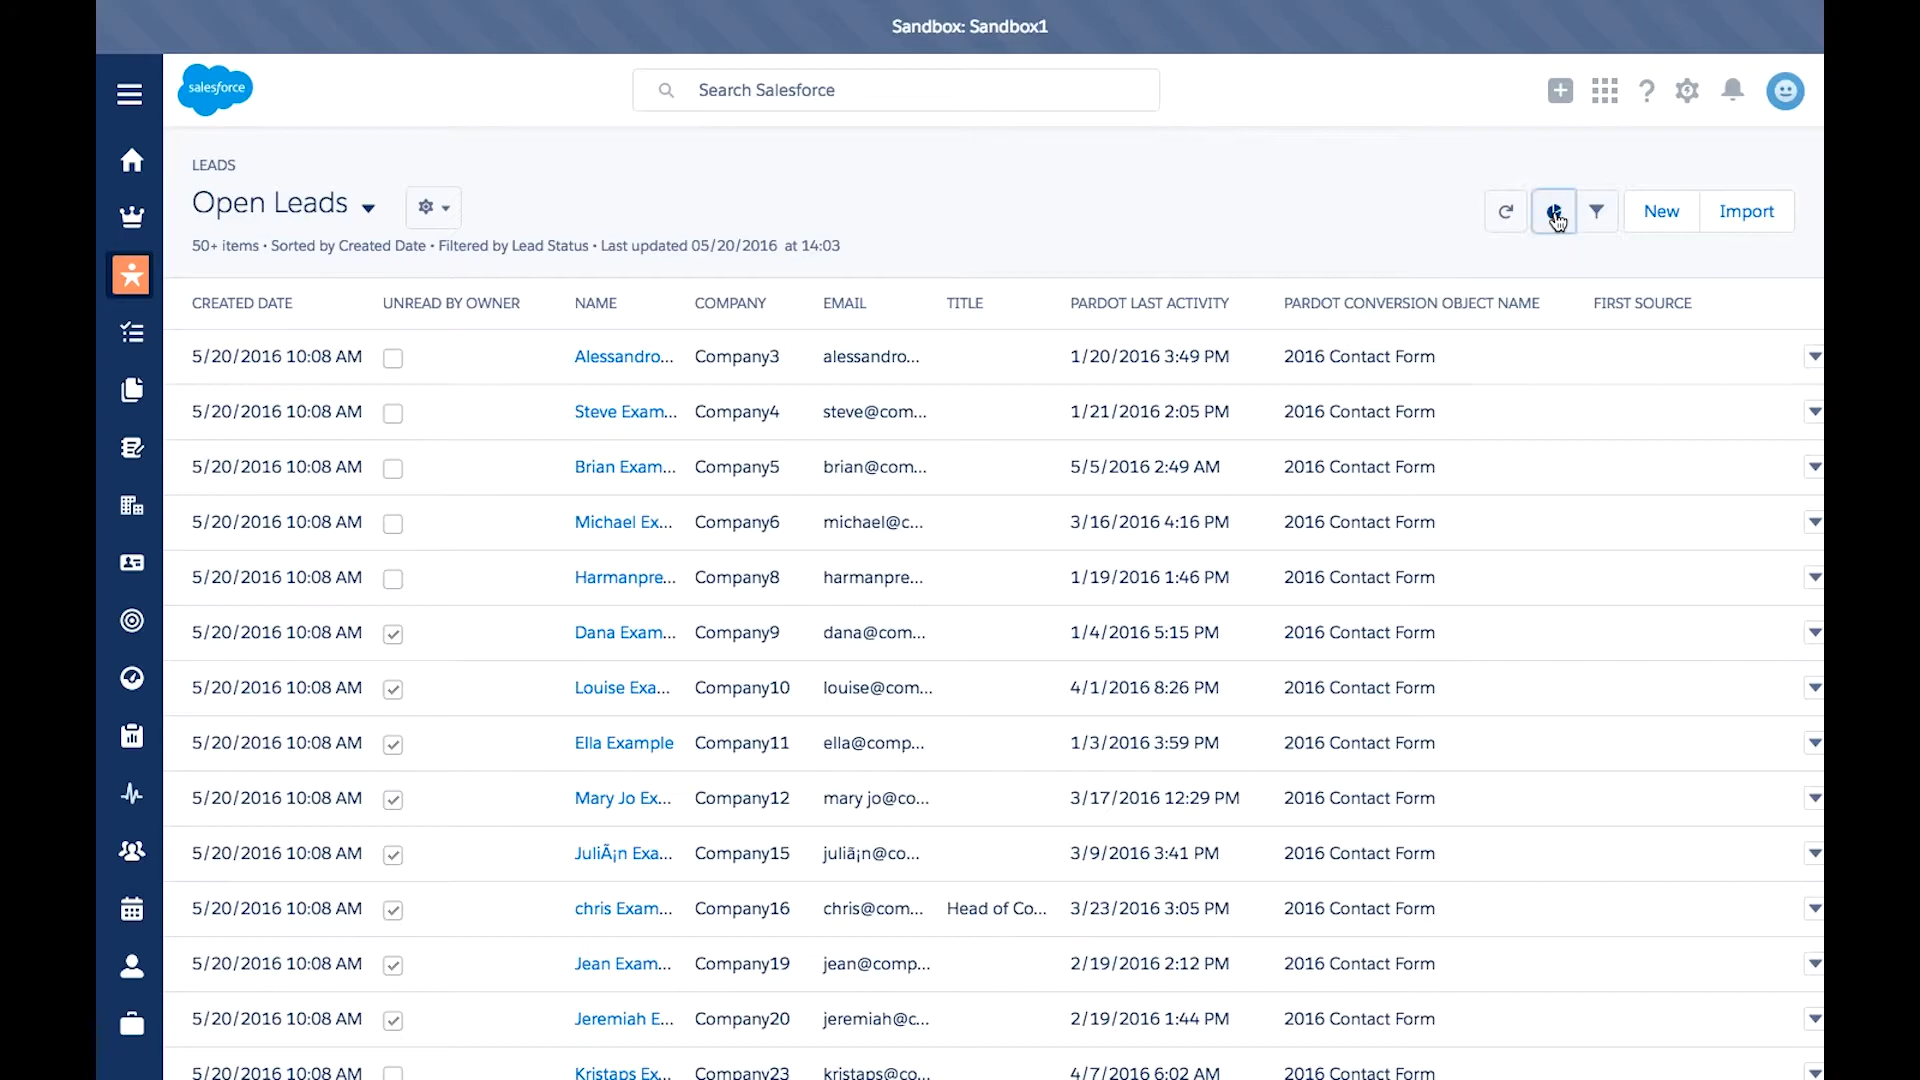 Sandbox: Sandbox1
salesforce
Search Salesforce
?
LEADS
Open Leads
New
Import
50+ items • Sorted by Created Date • Filtered by Lead Status • Last updated 05/20/2016 at 14:03
CREATED DATE UNREAD BY OWNER NAME COMPANY EMAIL TITLE PARDOT LAST ACTIVITY PARDOT CONVERSION OBJECT NAME FIRST SOURCE
5/20/2016 10:08 AM Alessandro... Company3 alessandro... 1/20/2016 3:49 PM 2016 Contact Form
5/20/2016 10:08 AM Steve Exam... Company4 steve@com... 1/21/2016 2:05 PM 2016 Contact Form
5/20/2016 10:08 AM Brian Exam... Company5 brian@com... 5/5/2016 2:49 AM 2016 Contact Form
5/20/2016 10:08 AM Michael Ex... Company6 michael@c... 3/16/2016 4:16 PM 2016 Contact Form
5/20/2016 10:08 AM Harmanpre... Company8 harmanpre... 1/19/2016 1:46 PM 2016 Contact Form
5/20/2016 10:08 AM Dana Exam... Company9 dana@com... 1/4/2016 5:15 PM 2016 Contact Form
5/20/2016 10:08 AM Louise Exa... Company10 louise@com... 4/1/2016 8:26 PM 2016 Contact Form
5/20/2016 10:08 AM Ella Example Company11 ella@comp... 1/3/2016 3:59 PM 2016 Contact Form
5/20/2016 10:08 AM Mary Jo Ex... Company12 mary jo@co... 3/17/2016 12:29 PM 2016 Contact Form
5/20/2016 10:08 AM JuliÃ¡n Exa... Company15 juliã¡n@co... 3/9/2016 3:41 PM 2016 Contact Form
5/20/2016 10:08 AM chris Exam... Company16 chris@com... Head of Co... 3/23/2016 3:05 PM 2016 Contact Form
5/20/2016 10:08 AM Jean Exam... Company19 jean@comp... 2/19/2016 2:12 PM 2016 Contact Form
5/20/2016 10:08 AM Jeremiah E... Company20 jeremiah@c... 2/19/2016 1:44 PM 2016 Contact Form
5/20/2016 10:08 AM Kristaps Ex... Company23 kristaps@co... 4/7/2016 6:02 AM 2016 Contact Form